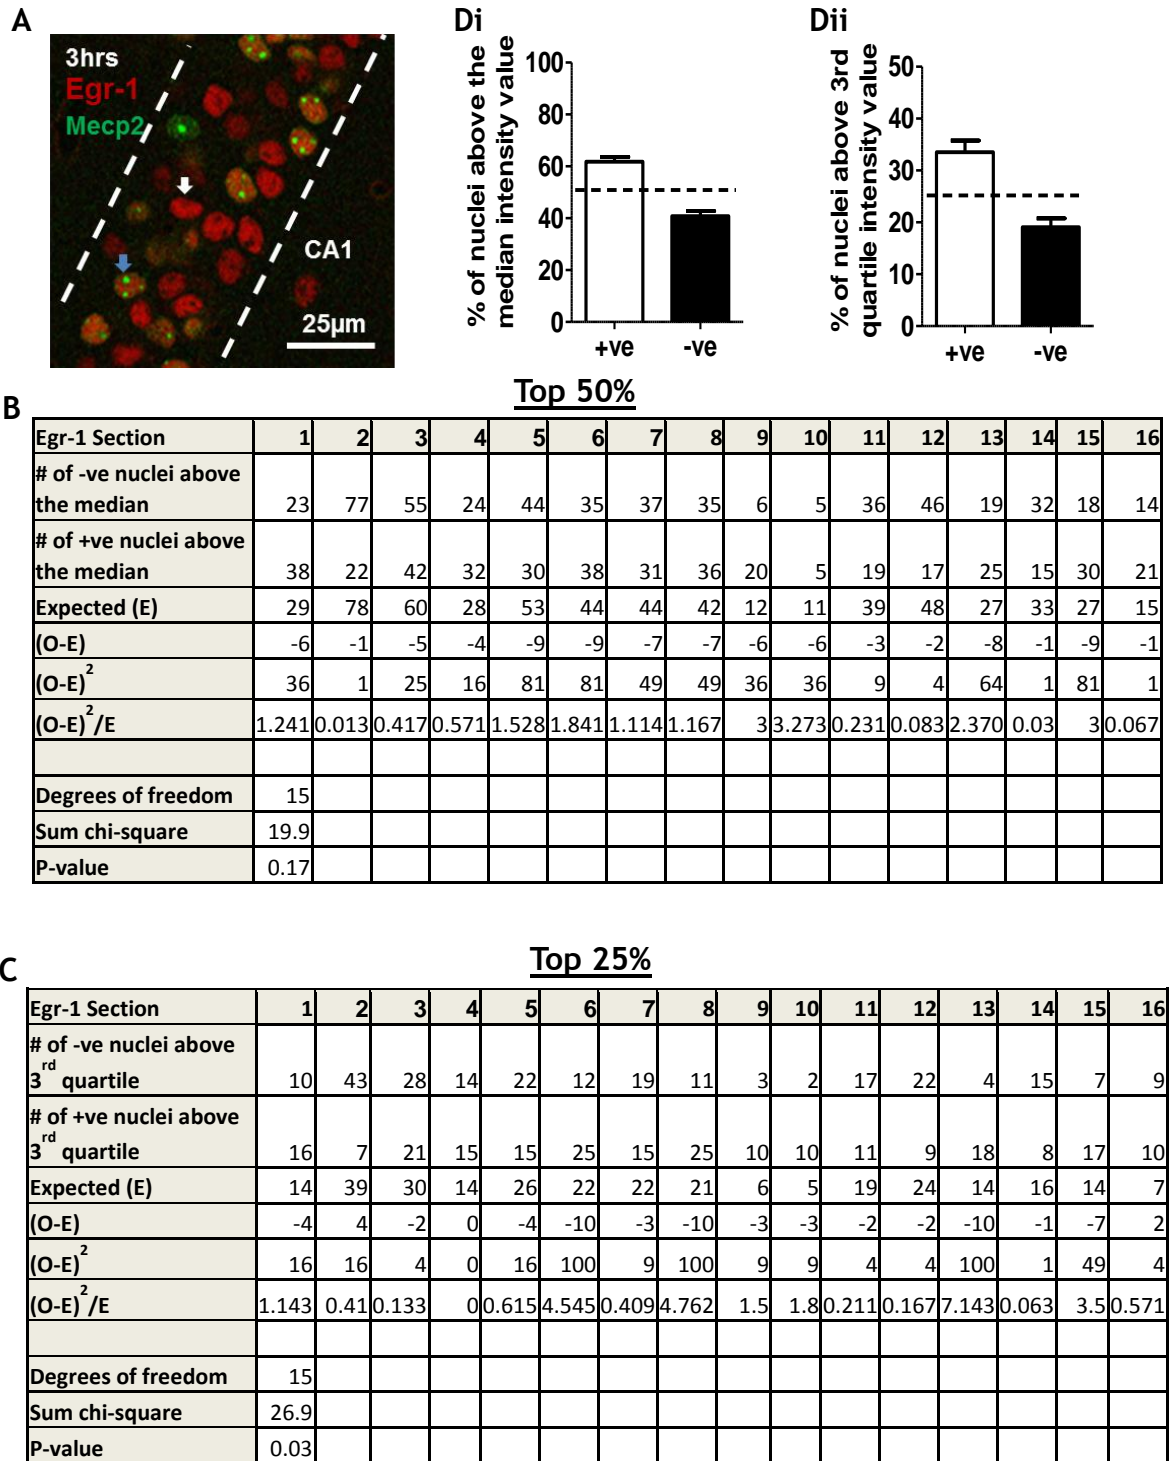 A
3hrs
Egr-1
Mecp2
CA1
25µm
Di
% of nuclei above the
median intensity value
100
80
60
40
20
0
+ve -ve
Dii
% of nuclei above 3rd
quartile intensity value
50
40
30
20
10
0
+ve -ve
Top 50%
B
Egr-1 Section 1 2 3 4 5 6 7 8 9 10 11 12 13 14 15 16
# of -ve nuclei above
the median 23 77 55 24 44 35 37 35 6 5 36 46 19 32 18 14
# of +ve nuclei above
the median 38 22 42 32 30 38 31 36 20 5 19 17 25 15 30 21
Expected (E) 29 78 60 28 53 44 44 42 12 11 39 48 27 33 27 15
(O-E) -6 -1 -5 -4 -9 -9 -7 -7 -6 -6 -3 -2 -8 -1 -9 -1
(O-E)² 36 1 25 16 81 81 49 49 36 36 9 4 64 1 81 1
(O-E)²/E 1.241 0.013 0.417 0.571 1.528 1.841 1.114 1.167 3 3.273 0.231 0.083 2.370 0.03 3 0.067
Degrees of freedom 15
Sum chi-square 19.9
P-value 0.17
Top 25%
C
Egr-1 Section 1 2 3 4 5 6 7 8 9 10 11 12 13 14 15 16
# of -ve nuclei above
3rd quartile 10 43 28 14 22 12 19 11 3 2 17 22 4 15 7 9
# of +ve nuclei above
3rd quartile 16 7 21 15 15 25 15 25 10 10 11 9 18 8 17 10
Expected (E) 14 39 30 14 26 22 22 21 6 5 19 24 14 16 14 7
(O-E) -4 4 -2 0 -4 -10 -3 -10 -3 -3 -2 -2 -10 -1 -7 2
(O-E)² 16 16 4 0 16 100 9 100 9 9 4 4 100 1 49 4
(O-E)²/E 1.143 0.41 0.133 0 0.615 4.545 0.409 4.762 1.5 1.8 0.211 0.167 7.143 0.063 3.5 0.571
Degrees of freedom 15
Sum chi-square 26.9
P-value 0.03